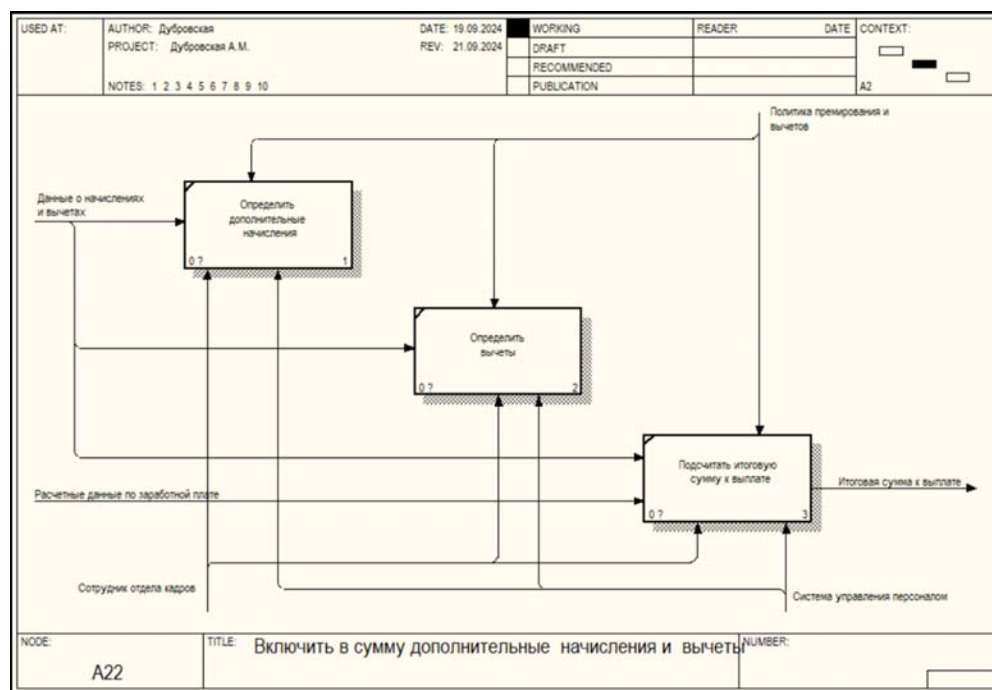 USED AT:
AUTHOR: Дубровская
DATE: 19.09.2024
WORKING
READER
DATE
CONTEXT:
PROJECT: Дубровская А.М.
REV: 21.09.2024
DRAFT
RECOMMENDED
NOTES: 1 2 3 4 5 6 7 8 9 10
PUBLICATION
A2
Политика премирования и
вычетов
Данные о начислениях
и вычетах
Определить
дополнительные
начисления
0 ?
1
Определить
вычеты
0 ?
2
Подсчитать итоговую
сумму к выплате
0 ?
3
Расчетные данные по заработной плате
Итоговая сумма к выплате
Сотрудник отдела кадров
Система управления персоналом
NODE:
A22
TITLE:
Включить в сумму дополнительные начисления и вычеты
NUMBER: